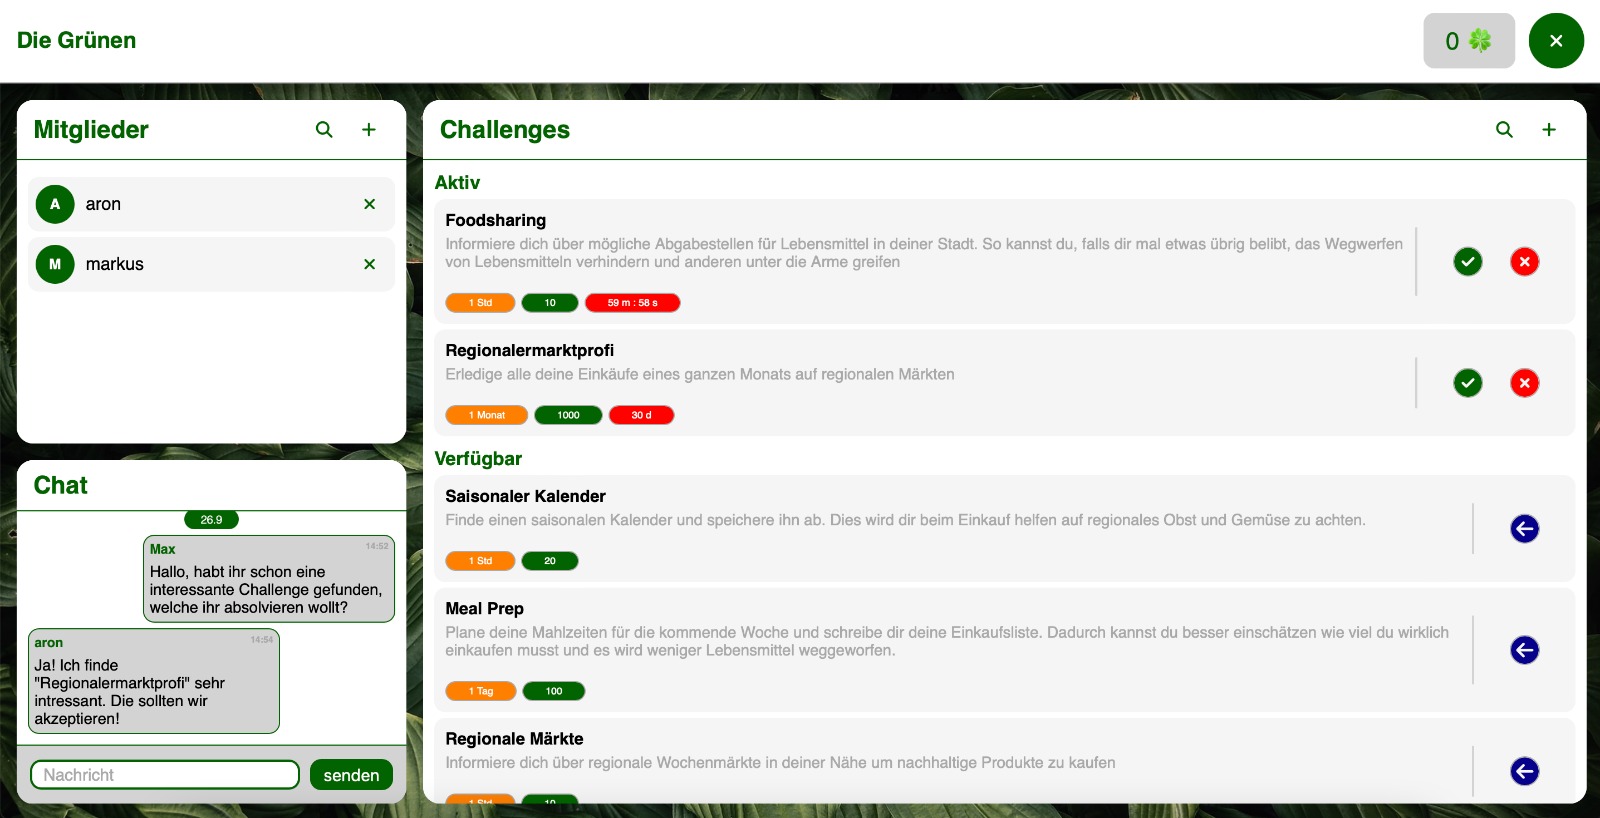 Die Grünen
0
Mitglieder
A
aron
M
markus
Chat
26.9
Max
14:52
Hallo, habt ihr schon eine
interessante Challenge gefunden,
welche ihr absolvieren wollt?
aron
14:54
Ja! Ich finde
"Regionalermarktprofi" sehr
intressant. Die sollten wir
akzeptieren!
Nachricht
senden
Challenges
Aktiv
Foodsharing
Informiere dich über mögliche Abgabestellen für Lebensmittel in deiner Stadt. So kannst du, falls dir mal etwas übrig belibt, das Wegwerfen
von Lebensmitteln verhindern und anderen unter die Arme greifen
1 Std
10
59 m : 58 s
Regionalermarktprofi
Erledige alle deine Einkäufe eines ganzen Monats auf regionalen Märkten
1 Monat
1000
30 d
Verfügbar
Saisonaler Kalender
Finde einen saisonalen Kalender und speichere ihn ab. Dies wird dir beim Einkauf helfen auf regionales Obst und Gemüse zu achten.
1 Std
20
Meal Prep
Plane deine Mahlzeiten für die kommende Woche und schreibe dir deine Einkaufsliste. Dadurch kannst du besser einschätzen wie viel du wirklich
einkaufen musst und es wird weniger Lebensmittel weggeworfen.
1 Tag
100
Regionale Märkte
Informiere dich über regionale Wochenmärkte in deiner Nähe um nachhaltige Produkte zu kaufen
1 Std
10